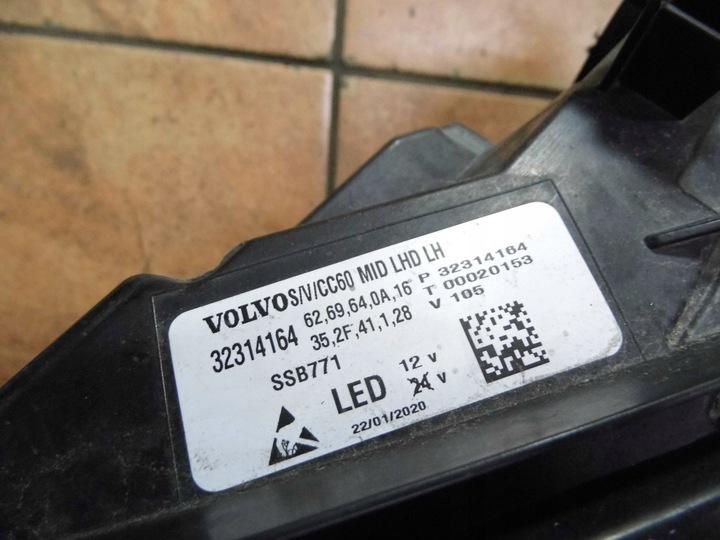 VOLVO S/V/CC60 MID LHD LH
32314164 62,69,64,0A,16 P 32314164
35,2F,41,1,28 T 00020153
SSB771 V 105
LED 12 V
24 V
22/01/2020